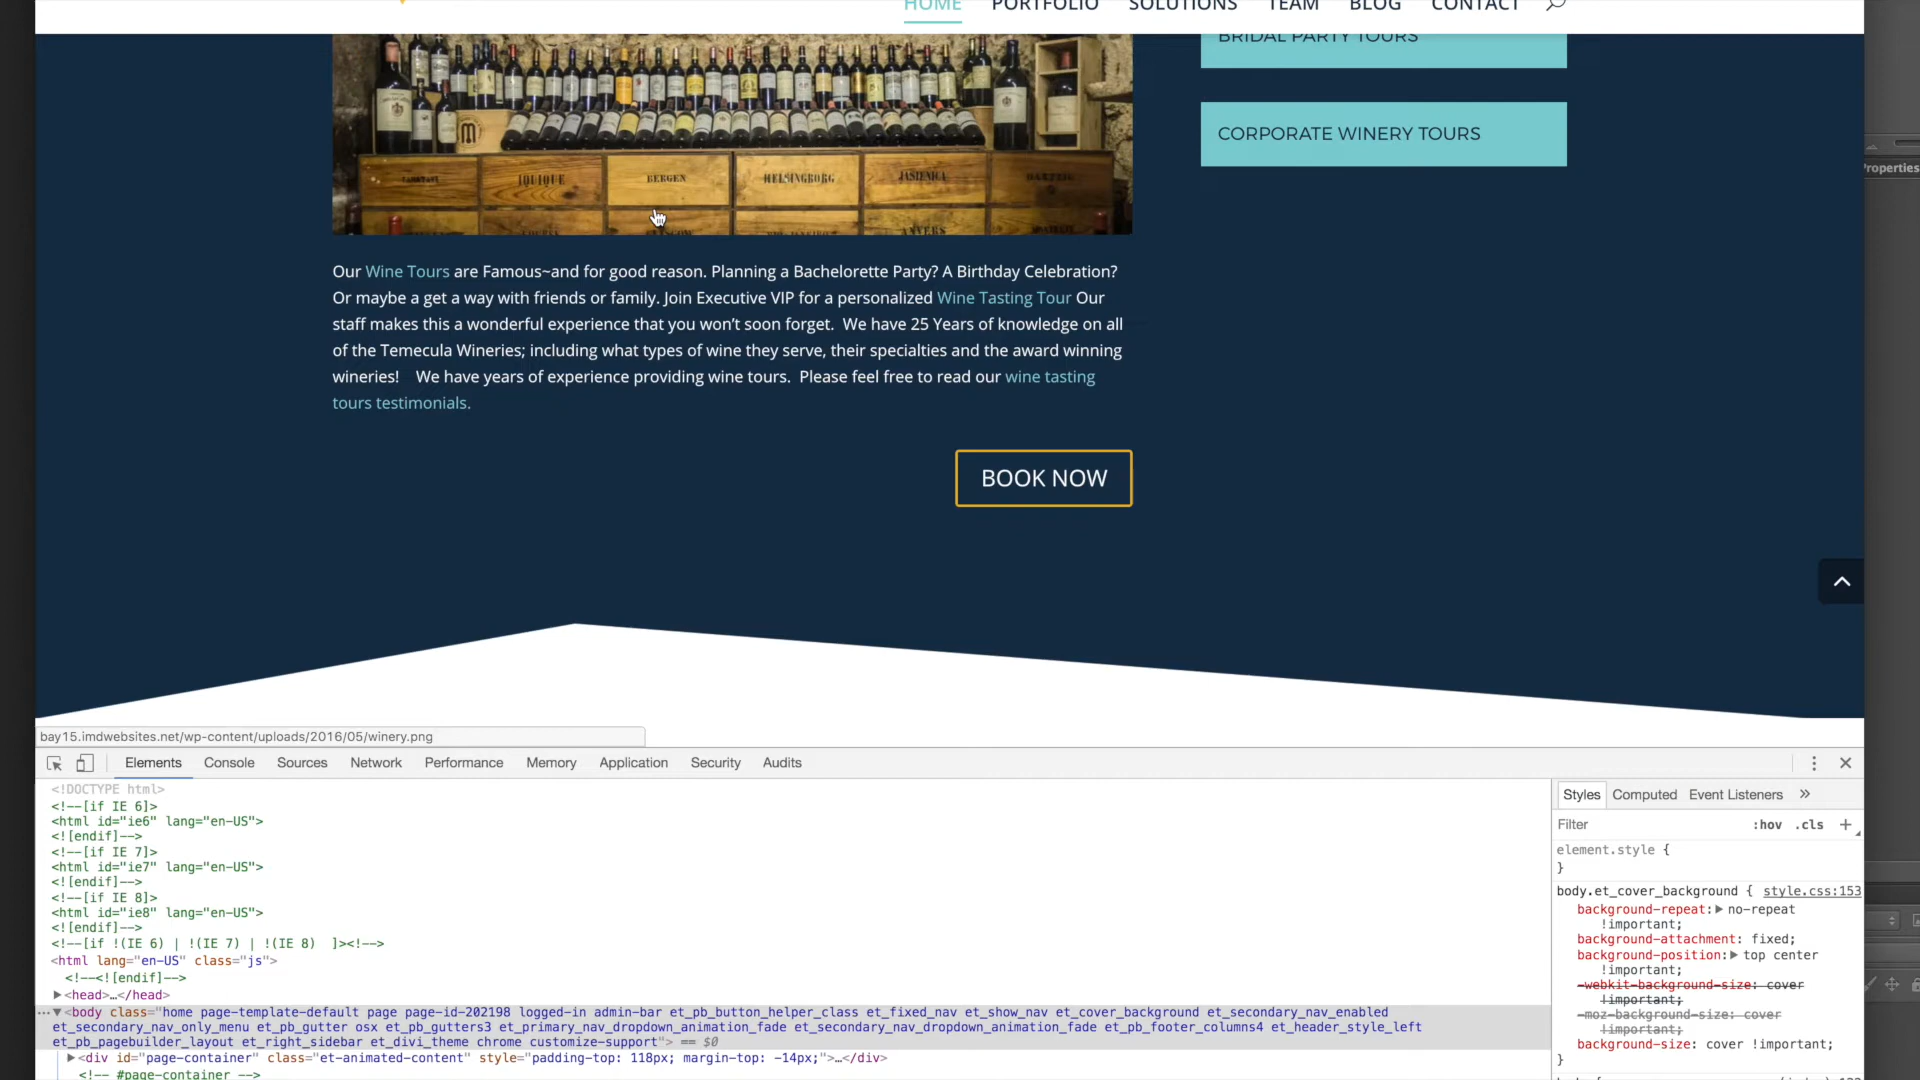 HOME PORTFOLIO SOLUTIONS TEAM BLOG CONTACT
BRIDAL PARTY TOURS
CORPORATE WINERY TOURS
IQUIQUE BERGEN HELSINGBORG JASENICA
ANVERS
Our Wine Tours are Famous~and for good reason. Planning a Bachelorette Party? A Birthday Celebration?
Or maybe a get a way with friends or family. Join Executive VIP for a personalized Wine Tasting Tour Our
staff makes this a wonderful experience that you won't soon forget. We have 25 Years of knowledge on all
of the Temecula Wineries; including what types of wine they serve, their specialties and the award winning
wineries! We have years of experience providing wine tours. Please feel free to read our wine tasting
tours testimonials.
BOOK NOW
Properties
bay15.imdwebsites.net/wp-content/uploads/2016/05/winery.png
Elements Console Sources Network Performance Memory Application Security Audits
<!DOCTYPE html>
<!--[if IE 6]>
<html id="ie6" lang="en-US">
<![endif]-->
<!--[if IE 7]>
<html id="ie7" lang="en-US">
<![endif]-->
<!--[if IE 8]>
<html id="ie8" lang="en-US">
<![endif]-->
<!--[if !(IE 6) | !(IE 7) | !(IE 8)  ]><!-->
<html lang="en-US" class="js">
<!--<![endif]-->
<head>…</head>
<body class="home page-template-default page page-id-202198 logged-in admin-bar et_pb_button_helper_class et_fixed_nav et_show_nav et_cover_background et_secondary_nav_enabled
et_secondary_nav_only_menu et_pb_gutter osx et_pb_gutters3 et_primary_nav_dropdown_animation_fade et_secondary_nav_dropdown_animation_fade et_pb_footer_columns4 et_header_style_left
et_pb_pagebuilder_layout et_right_sidebar et_divi_theme chrome customize-support"> == $0
<div id="page-container" class="et-animated-content" style="padding-top: 118px; margin-top: -14px;">…</div>
<!-- #page-container -->
Styles Computed Event Listeners »
Filter :hov .cls +
element.style {
}
body.et_cover_background { style.css:153
background-repeat: no-repeat
!important;
background-attachment: fixed;
background-position: top center
!important;
-webkit-background-size: cover
!important;
-moz-background-size: cover
!important;
background-size: cover !important;
}